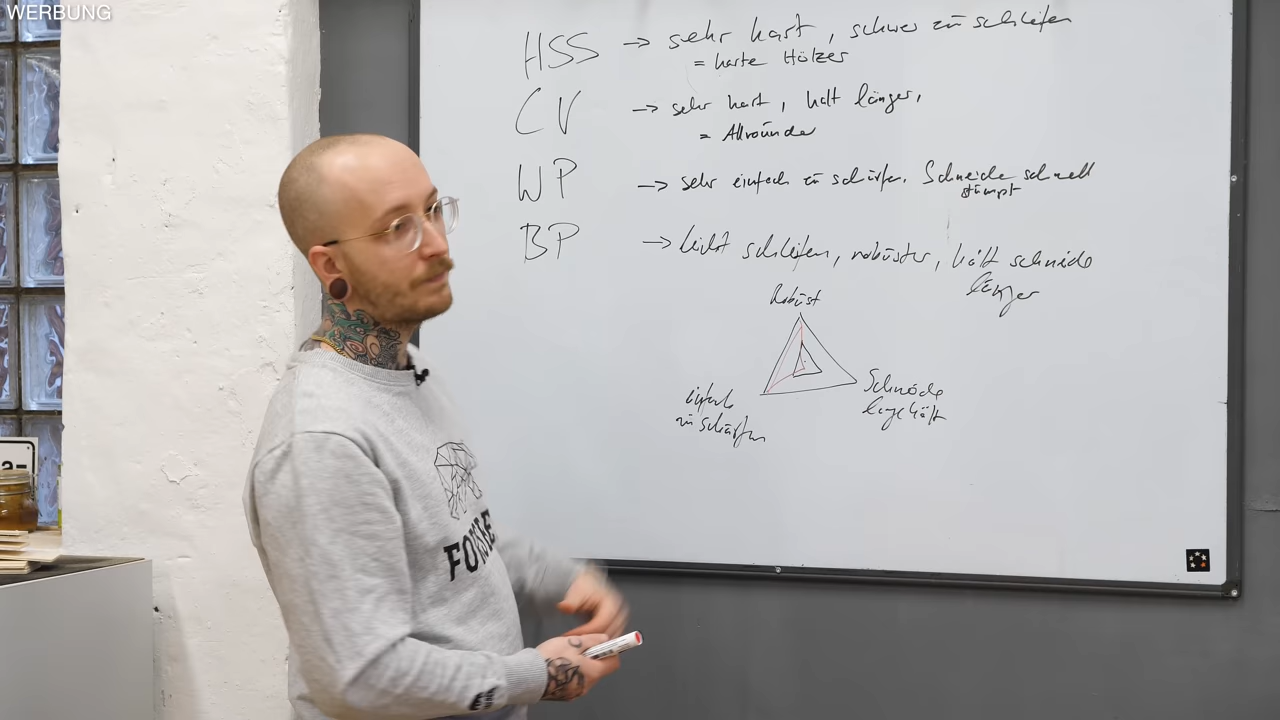 WERBUNG
HSS → sehr hart, schwer zu schleifen
= harte Hölzer
CV → sehr hart, hält länger,
= Allrounder
WP → sehr einfach zu schärfen. Schneide schnell
stumpf
BP → leicht schleifen, robuster, hält schneide
länger
Robust
einfach
zu schärfen
Schneide
lange hält
FORSBE